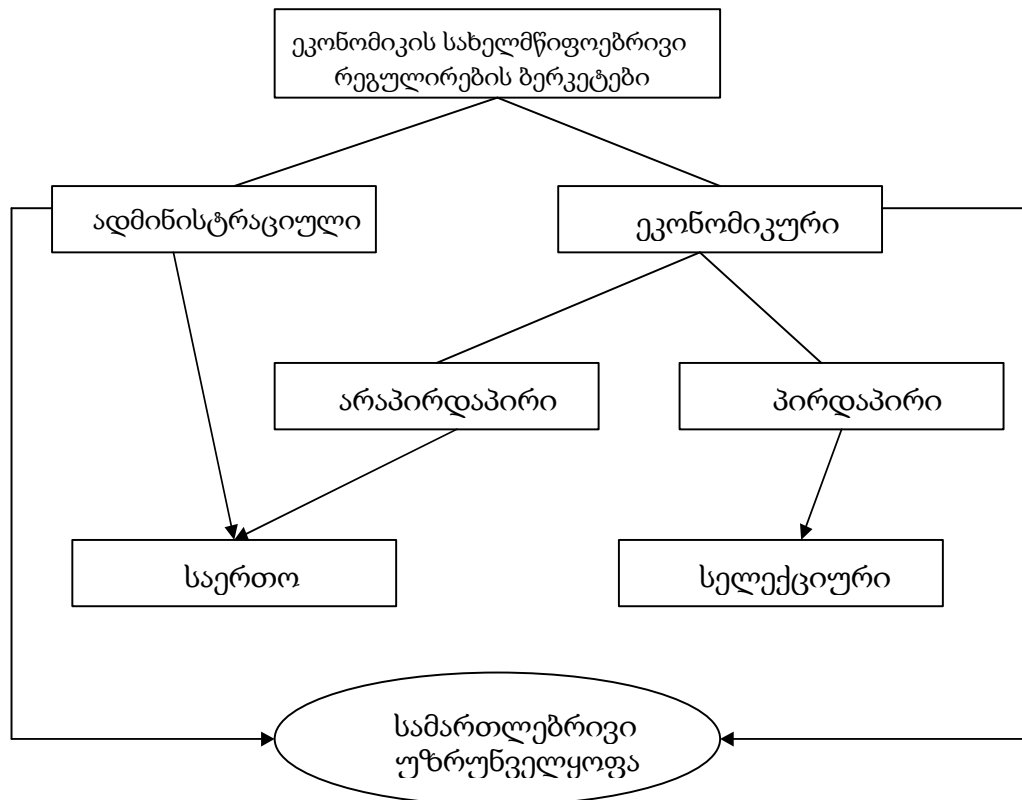 ეკონომიკის სახელმწიფოებრივი
რეგულირების ბერკეტები
ადმინისტრაციული
ეკონომიკური
არაპირდაპირი
პირდაპირი
საერთო
სელექციური
სამართლებრივი
უზრუნველყოფა